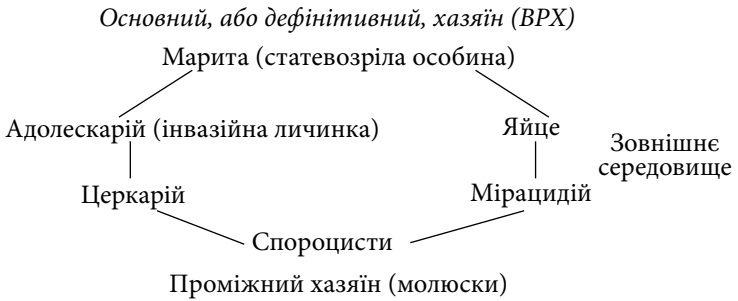 Основний, або дефінітивний, хазяїн (ВРХ)
Марита (статевозріла особина)
Адолескарій (інвазійна личинка)
Яйце
Зовнішнє
середовище
Церкарій
Мірацидій
Спороцисти
Проміжний хазяїн (молюски)